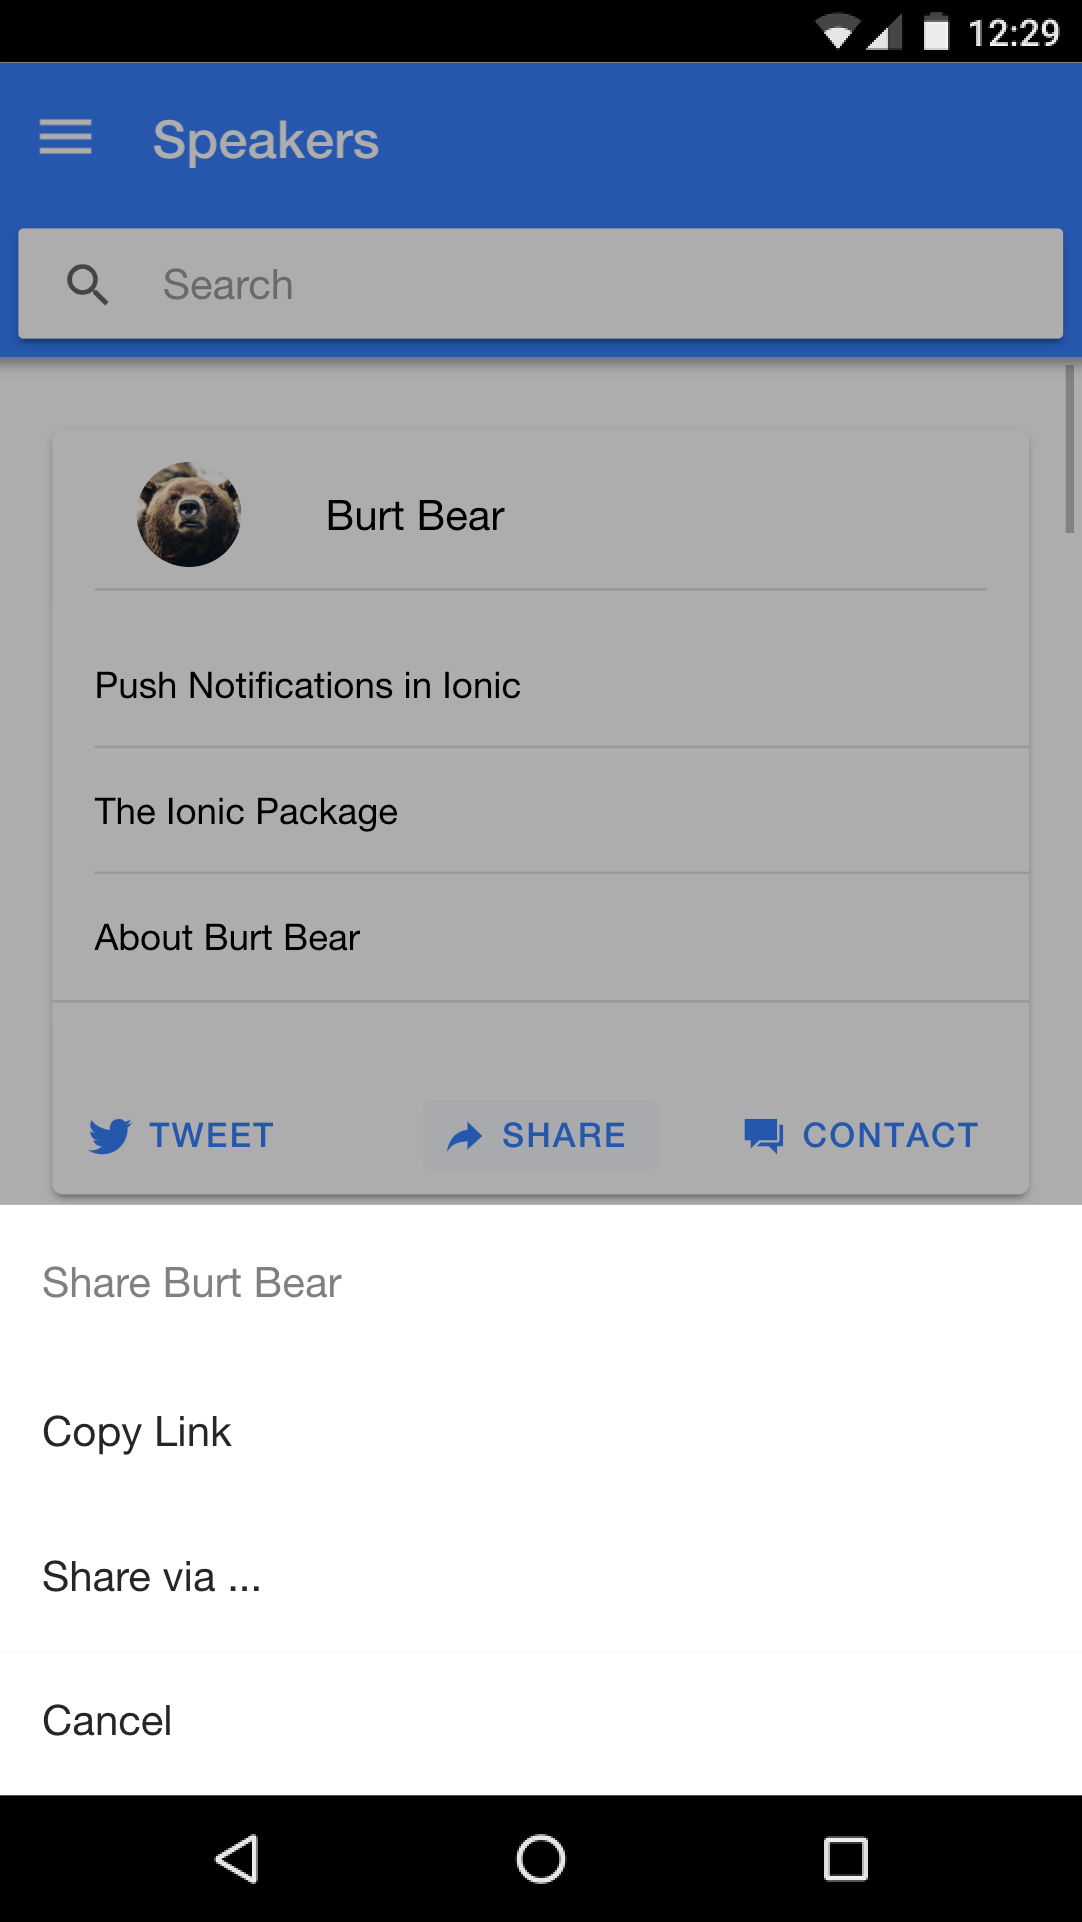 12:29
Speakers
Search
Burt Bear
Push Notifications in Ionic
The Ionic Package
About Burt Bear
TWEET SHARE CONTACT
Share Burt Bear
Copy Link
Share via ...
Cancel